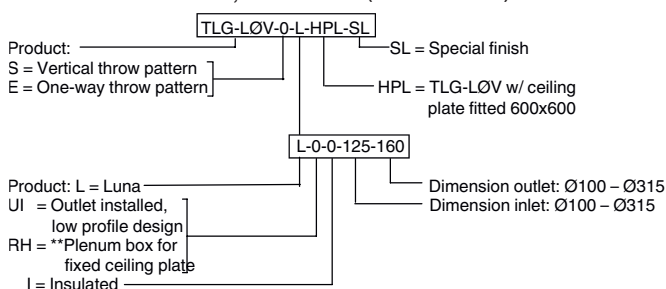 TLG-LØV-0-L-HPL-SL
Product:
SL = Special finish
S = Vertical throw pattern
E = One-way throw pattern
HPL = TLG-LØV w/ ceiling
plate fitted 600x600
L-0-0-125-160
Product: L = Luna
Dimension outlet: Ø100 – Ø315
UI = Outlet installed,
Dimension inlet: Ø100 – Ø315
low profile design
RH = **Plenum box for
fixed ceiling plate
I = Insulated